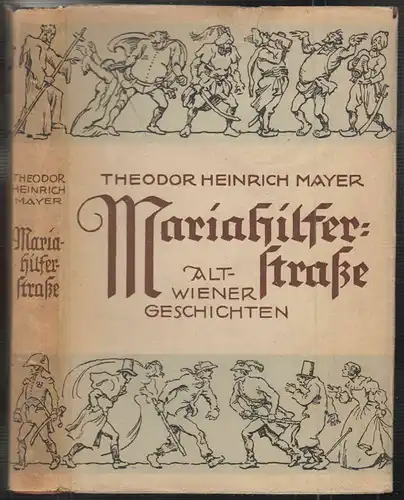 THEODOR
HEINRICH
MAYER
Maria-
hilfer-
straße
THEODOR HEINRICH MAYER
Mariahilfer-
straße
ALT-
WIENER
GESCHICHTEN